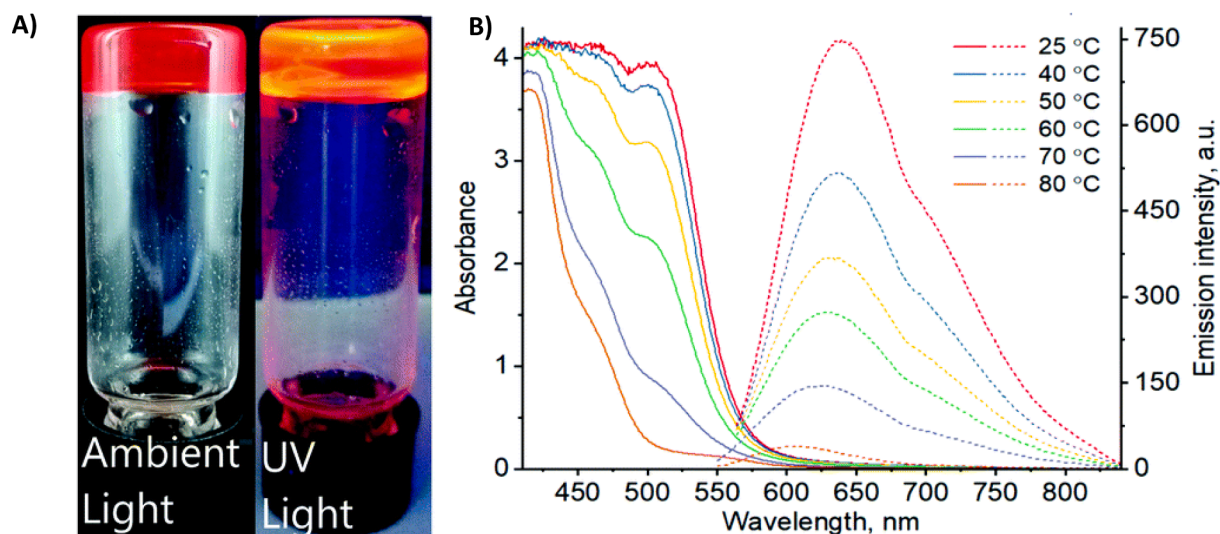 A)
Ambient
Light
UV
Light
B)
Absorbance
4
3
2
1
0
450 500 550 600 650 700 750 800
Wavelength, nm
25 °C
40 °C
50 °C
60 °C
70 °C
80 °C
750
600
450
300
150
0
Emission intensity, a.u.